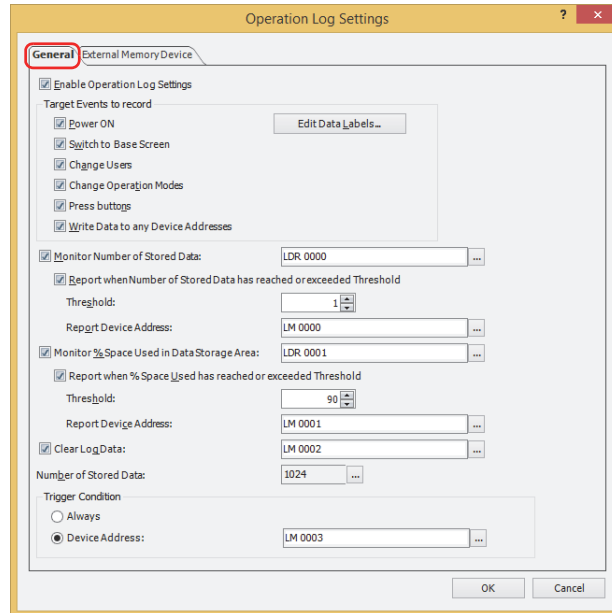 Operation Log Settings
? ×
General External Memory Device
Enable Operation Log Settings
Target Events to record
Power ON
Edit Data Labels...
Switch to Base Screen
Change Users
Change Operation Modes
Press buttons
Write Data to any Device Addresses
Monitor Number of Stored Data: LDR 0000 ...
Report when Number of Stored Data has reached or exceeded Threshold
Threshold: 1
Report Device Address: LM 0000 ...
Monitor % Space Used in Data Storage Area: LDR 0001 ...
Report when % Space Used has reached or exceeded Threshold
Threshold: 90
Report Device Address: LM 0001 ...
Clear Log Data: LM 0002 ...
Number of Stored Data: 1024 ...
Trigger Condition
Always
Device Address: LM 0003 ...
OK Cancel